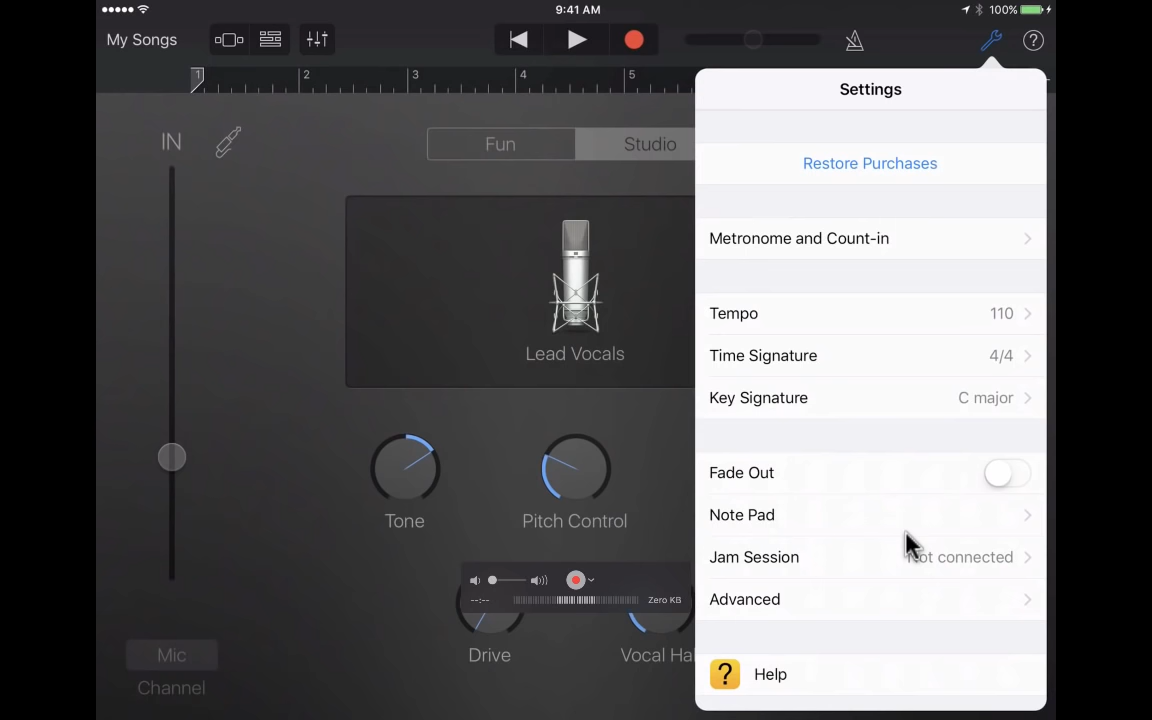 9:41 AM
100%
My Songs
1 2 3 4 5
Settings
IN
Fun
Studio
Restore Purchases
Metronome and Count-in
Tempo 110
Time Signature 4/4
Lead Vocals
Key Signature C major
Fade Out
Tone
Pitch Control
Note Pad
Jam Session Not connected
--:-- Zero KB
Advanced
Mic
Channel
Drive
Vocal Hal
? Help